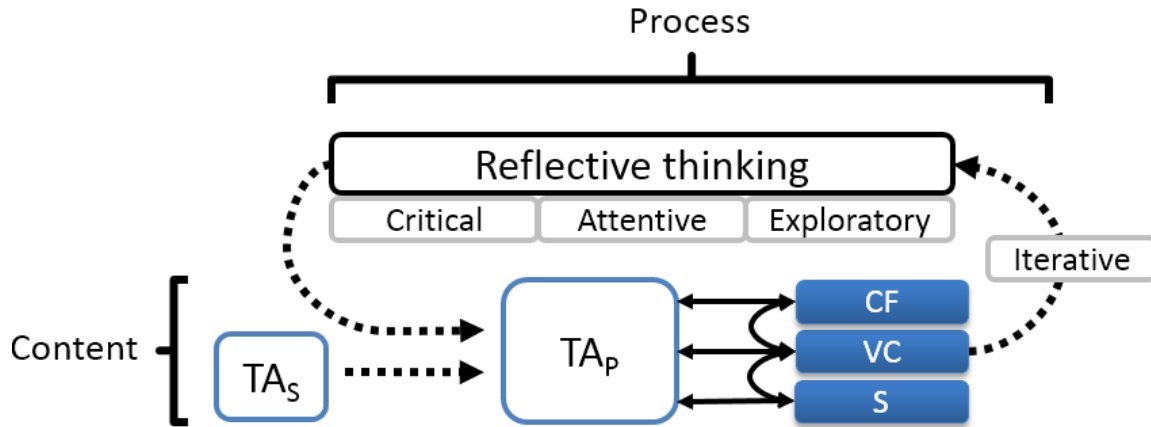 Process
Reflective thinking
Critical
Attentive
Exploratory
Iterative
Content
TAS
TAP
CF
VC
S